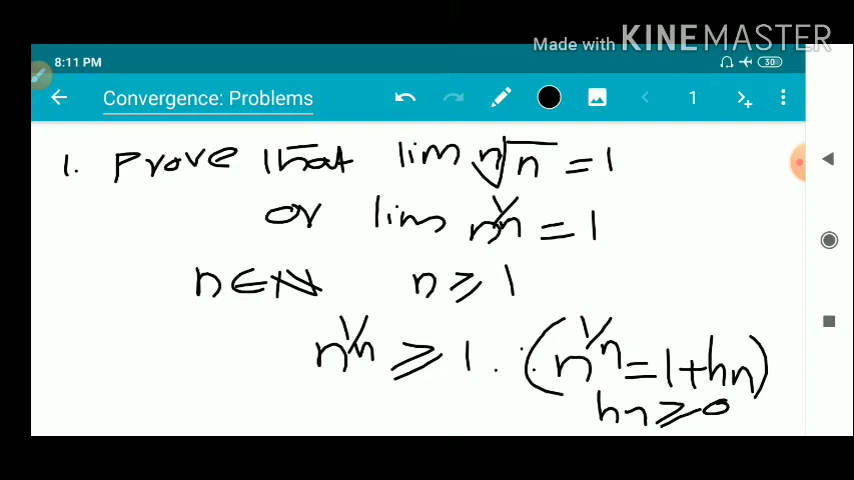 Made with KINEMASTER
8:11 PM 30
Convergence: Problems 1
1. Prove that lim ⁿ√n = 1
or lim n^1/n = 1
n ∈ N n ≥ 1
n^1/n ≥ 1. ∴ (n^1/n = 1 + hn)
hn ≥ 0